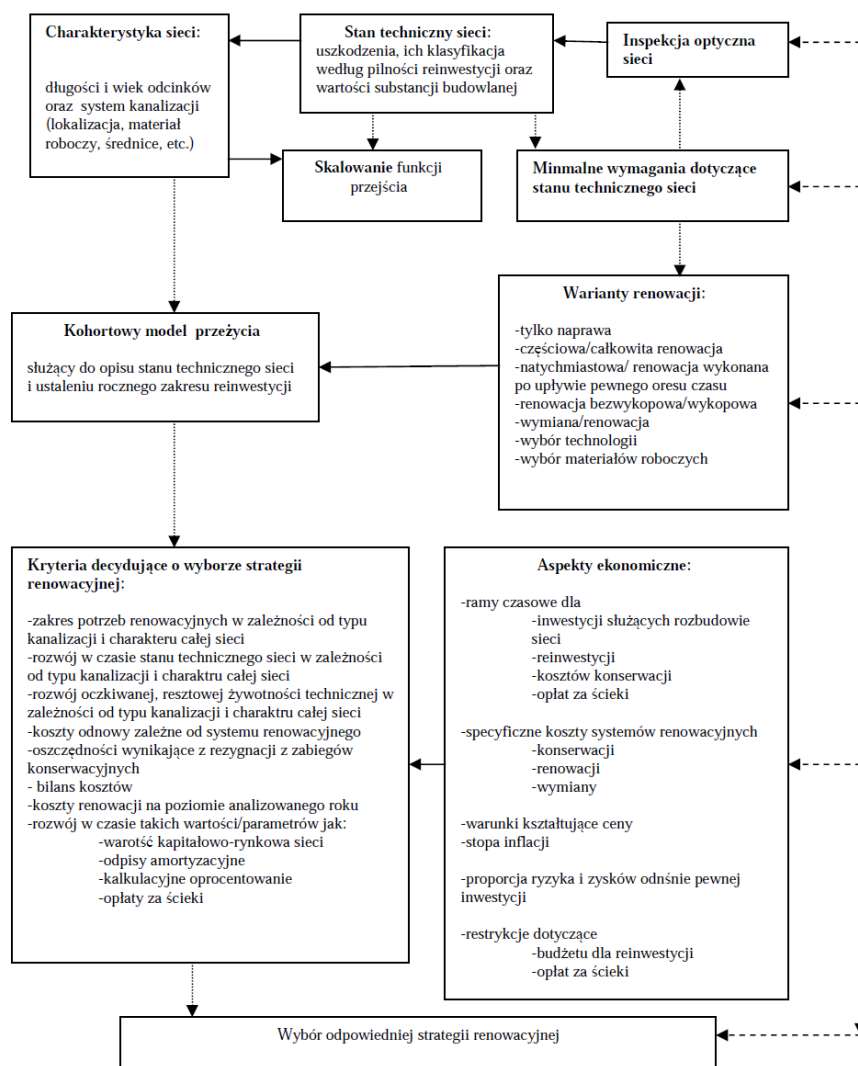 Charakterystyka sieci:
długości i wiek odcinków
oraz system kanalizacji
(lokalizacja, materiał
roboczy, średnice, etc.)
Stan techniczny sieci:
uszkodzenia, ich klasyfikacja
według pilności reinwestycji oraz
wartości substancji budowlanej
Inspekcja optyczna
sieci
Skalowanie funkcji
przejścia
Minmalne wymagania dotyczące
stanu technicznego sieci
Warianty renowacji:
-tylko naprawa
-częściowa/całkowita renowacja
-natychmiastowa/ renowacja wykonana
po upływie pewnego oresu czasu
-renowacja bezwykopowa/wykopowa
-wymiana/renowacja
-wybór technologii
-wybór materiałów roboczych
Kohortowy model przeżycia
służący do opisu stanu technicznego sieci
i ustaleniu rocznego zakresu reinwestycji
Kryteria decydujące o wyborze strategii
renowacyjnej:
-zakres potrzeb renowacyjnych w zależności od typu
kanalizacji i charakteru całej sieci
-rozwój w czasie stanu technicznego sieci w zależności
od typu kanalizacji i charaktru całej sieci
-rozwój oczkiwanej, resztowej żywotności technicznej w
zależności od typu kanalizacji i charaktru całej sieci
-koszty odnowy zależne od systemu renowacyjnego
-oszczędności wynikające z rezygnacji z zabiegów
konserwacyjnych
- bilans kosztów
-koszty renowacji na poziomie analizowanego roku
-rozwój w czasie takich wartości/parametrów jak:
-warotść kapitałowo-rynkowa sieci
-odpisy amortyzacyjne
-kalkulacyjne oprocentowanie
-opłaty za ścieki
Aspekty ekonomiczne:
-ramy czasowe dla
-inwestycji służących rozbudowie
sieci
-reinwestycji
-kosztów konserwacji
-opłat za ścieki
-specyficzne koszty systemów renowacyjnych
-konserwacji
-renowacji
-wymiany
-warunki kształtujące ceny
-stopa inflacji
-proporcja ryzyka i zysków odnśnie pewnej
inwestycji
-restrykcje dotyczące
-budżetu dla reinwestycji
-opłat za ścieki
Wybór odpowiedniej strategii renowacyjnej